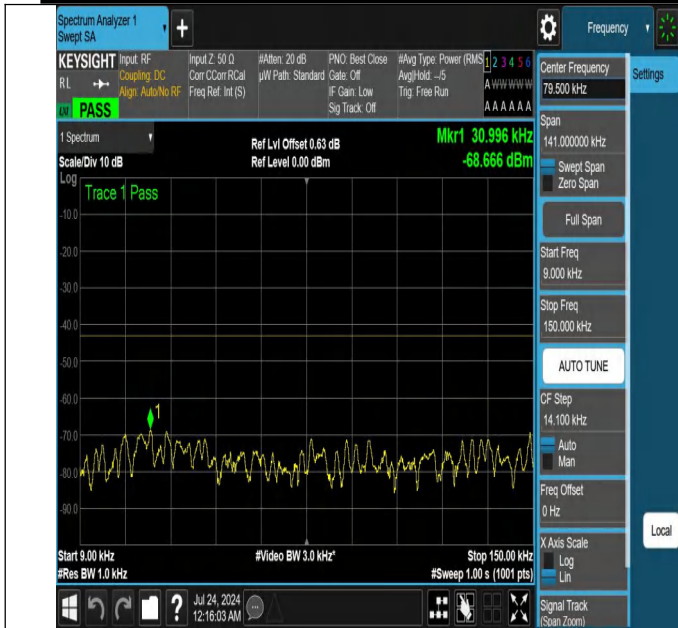 Spectrum Analyzer 1
Swept SA
+
Frequency
KEYSIGHT
RL
PASS
Input: RF
Coupling: DC
Align: Auto/No RF
Input Z: 50 Ω
Corr CCorr RCal
Freq Ref: Int (S)
#Atten: 20 dB
µW Path: Standard
PNO: Best Close
Gate: Off
IF Gain: Low
Sig Track: Off
#Avg Type: Power (RMS
Avg|Hold: --/5
Trig: Free Run
1 2 3 4 5 6
A W W W W W
A A A A A A
1 Spectrum
Scale/Div 10 dB
Log
Ref Lvl Offset 0.63 dB
Ref Level 0.00 dBm
Mkr1 30.996 kHz
-68.666 dBm
Trace 1 Pass
-10.0
-20.0
-30.0
-40.0
-50.0
-60.0
-70.0
-80.0
-90.0
1
Start 9.00 kHz
#Res BW 1.0 kHz
#Video BW 3.0 kHz*
Stop 150.00 kHz
#Sweep 1.00 s (1001 pts)
?
Jul 24, 2024
12:16:03 AM
Center Frequency
79.500 kHz
Settings
Span
141.000000 kHz
Swept Span
Zero Span
Full Span
Start Freq
9.000 kHz
Stop Freq
150.000 kHz
AUTO TUNE
CF Step
14.100 kHz
Auto
Man
Freq Offset
0 Hz
X Axis Scale
Log
Lin
Local
Signal Track
(Span Zoom)